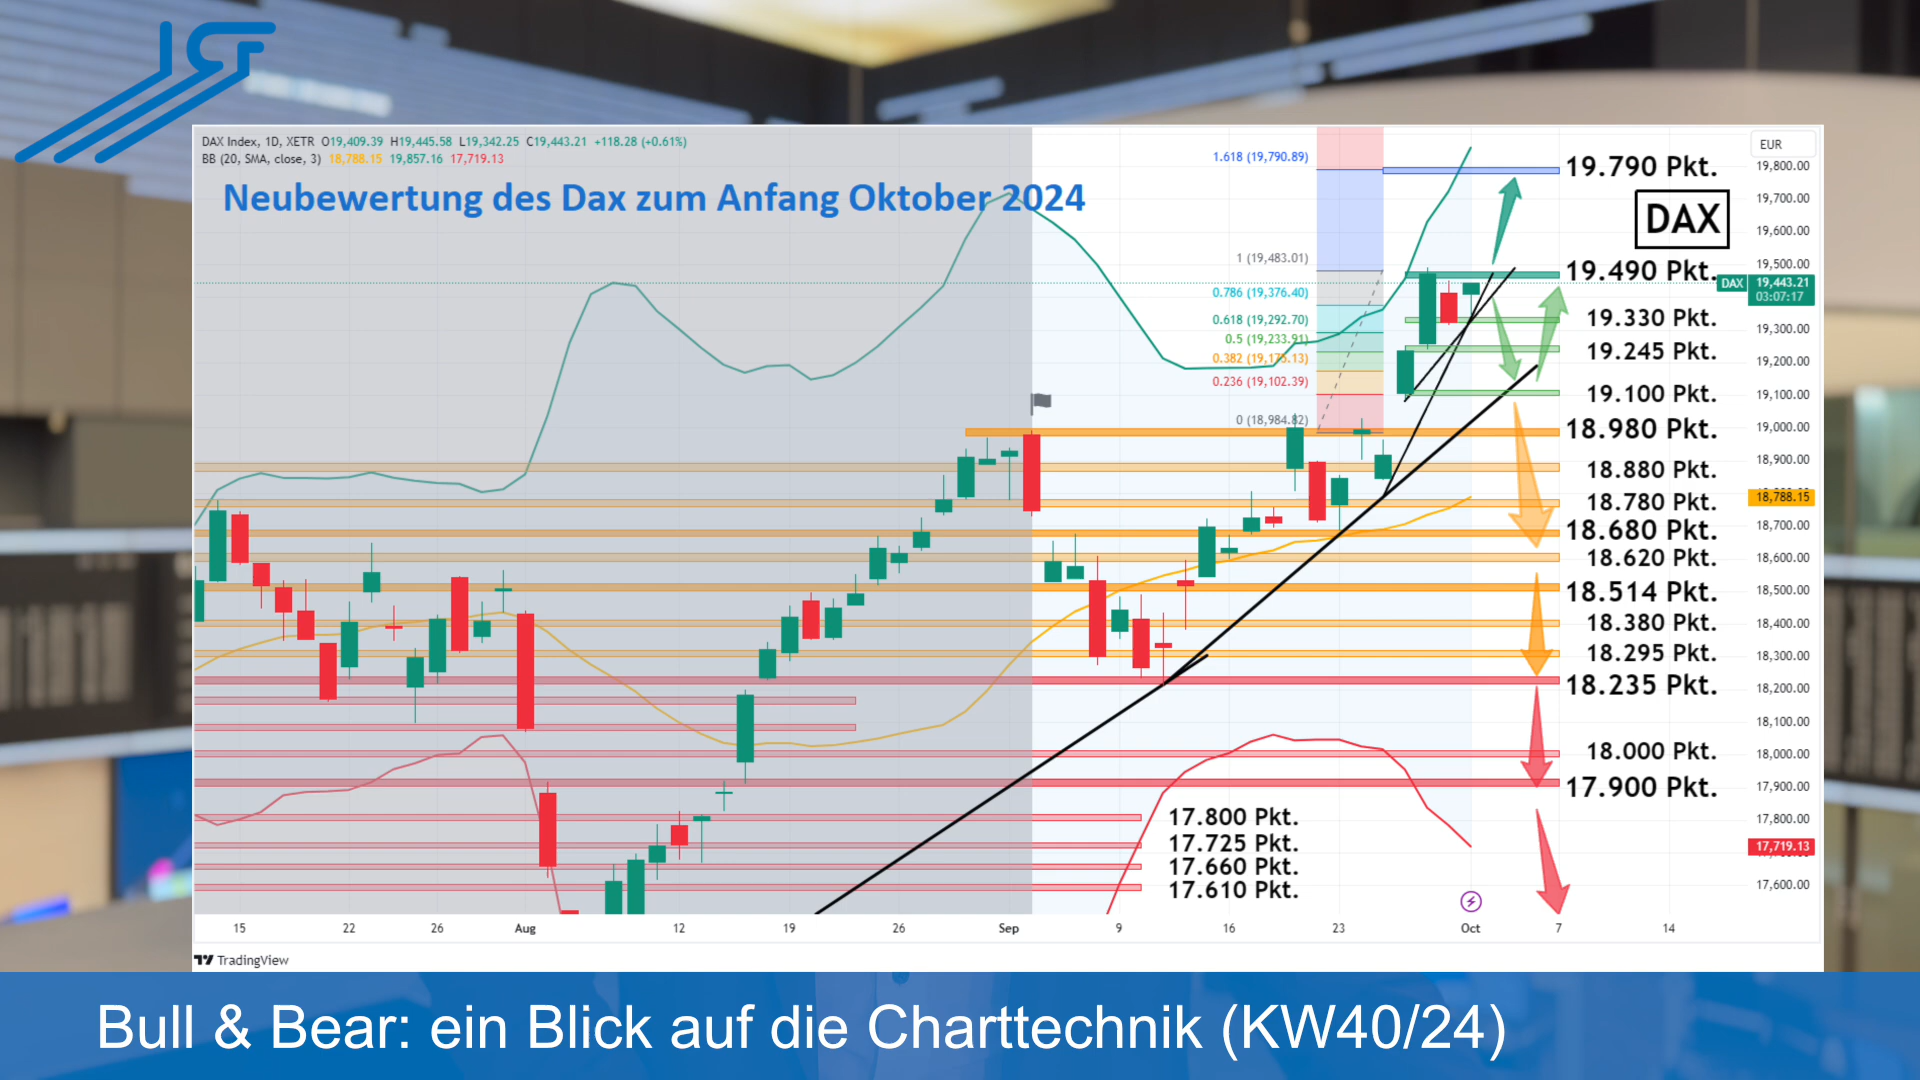 DAX Index, 1D, XETR O19,409.39 H19,445.58 L19,342.25 C19,443.21 +118.28 (+0.61%)
BB (20, SMA, close, 3) 18,788.15 19,857.16 17,719.13
Neubewertung des Dax zum Anfang Oktober 2024
EUR
1.618 (19,790.89)
1 (19,483.01)
0.786 (19,376.40)
0.618 (19,292.70)
0.5 (19,233.91)
0.382 (19,175.13)
0.236 (19,102.39)
0 (18,984.82)
19.790 Pkt.
DAX
19.490 Pkt.
19.330 Pkt.
19.245 Pkt.
19.100 Pkt.
18.980 Pkt.
18.880 Pkt.
18.780 Pkt.
18.680 Pkt.
18.620 Pkt.
18.514 Pkt.
18.380 Pkt.
18.295 Pkt.
18.235 Pkt.
18.000 Pkt.
17.900 Pkt.
17.800 Pkt.
17.725 Pkt.
17.660 Pkt.
17.610 Pkt.
19,800.00
19,700.00
19,600.00
19,500.00
DAX 19,443.21
03:07:17
19,300.00
19,200.00
19,100.00
19,000.00
18,900.00
18,788.15
18,700.00
18,600.00
18,500.00
18,400.00
18,300.00
18,200.00
18,100.00
18,000.00
17,900.00
17,800.00
17,719.13
17,600.00
15 22 26 Aug 12 19 26 Sep 9 16 23 Oct 7 14
TradingView
Bull & Bear: ein Blick auf die Charttechnik (KW40/24)